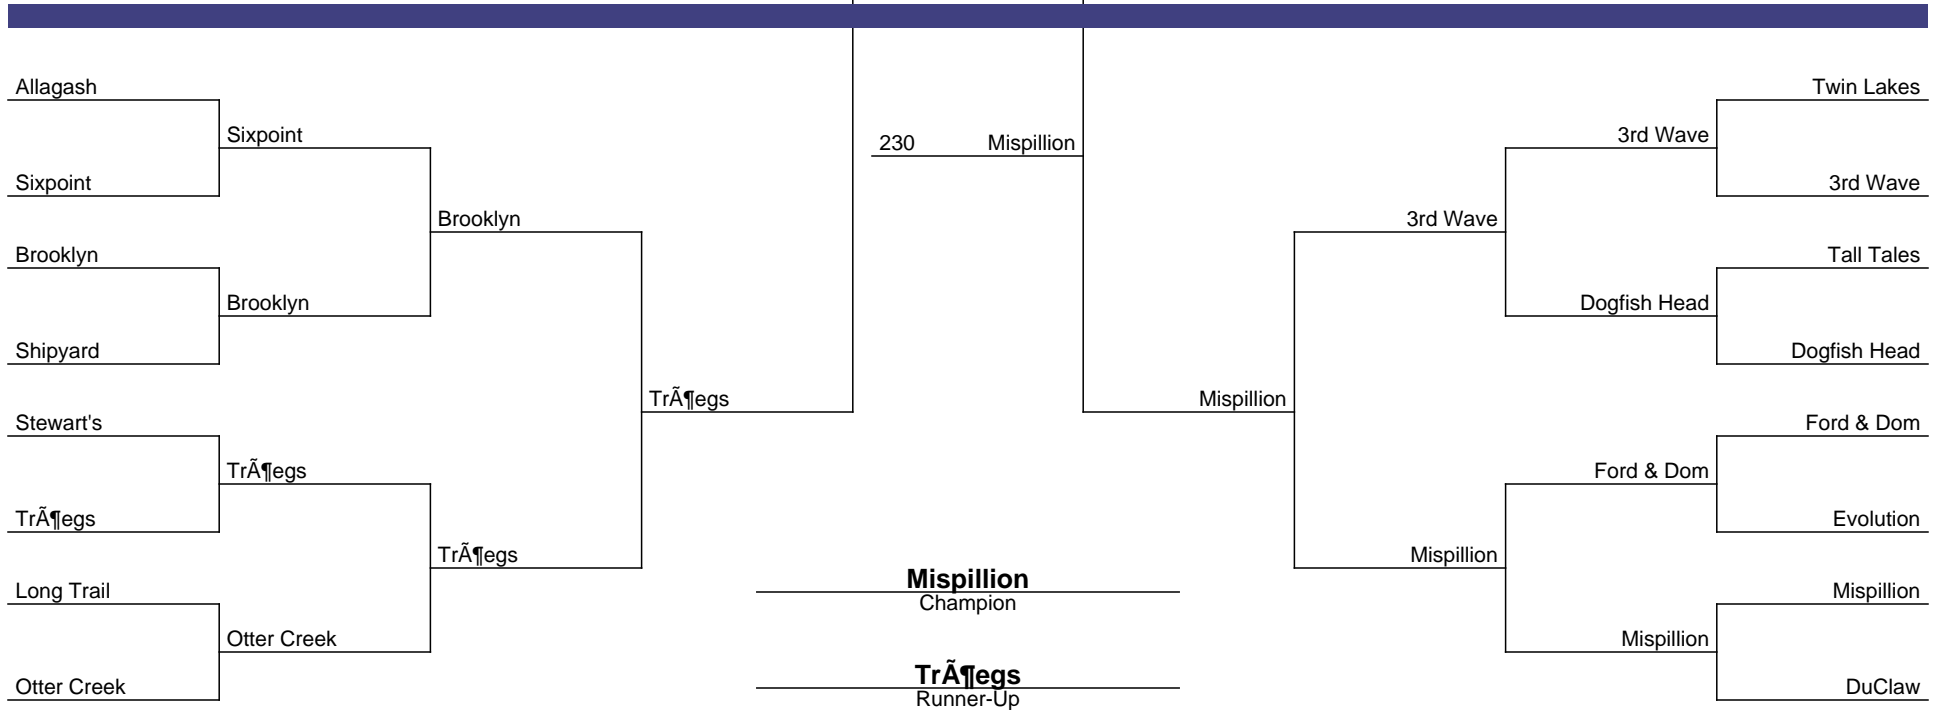 Allagash
Twin Lakes
Sixpoint
3rd Wave
230 Mispillion
Sixpoint
3rd Wave
Brooklyn
3rd Wave
Brooklyn
Tall Tales
Brooklyn
Dogfish Head
Shipyard
Dogfish Head
TrÃ¶egs
Mispillion
Stewart's
Ford & Dom
TrÃ¶egs
Ford & Dom
TrÃ¶egs
Evolution
TrÃ¶egs
Mispillion
Mispillion
Champion
Long Trail
Mispillion
Otter Creek
Mispillion
TrÃ¶egs
Runner-Up
Otter Creek
DuClaw